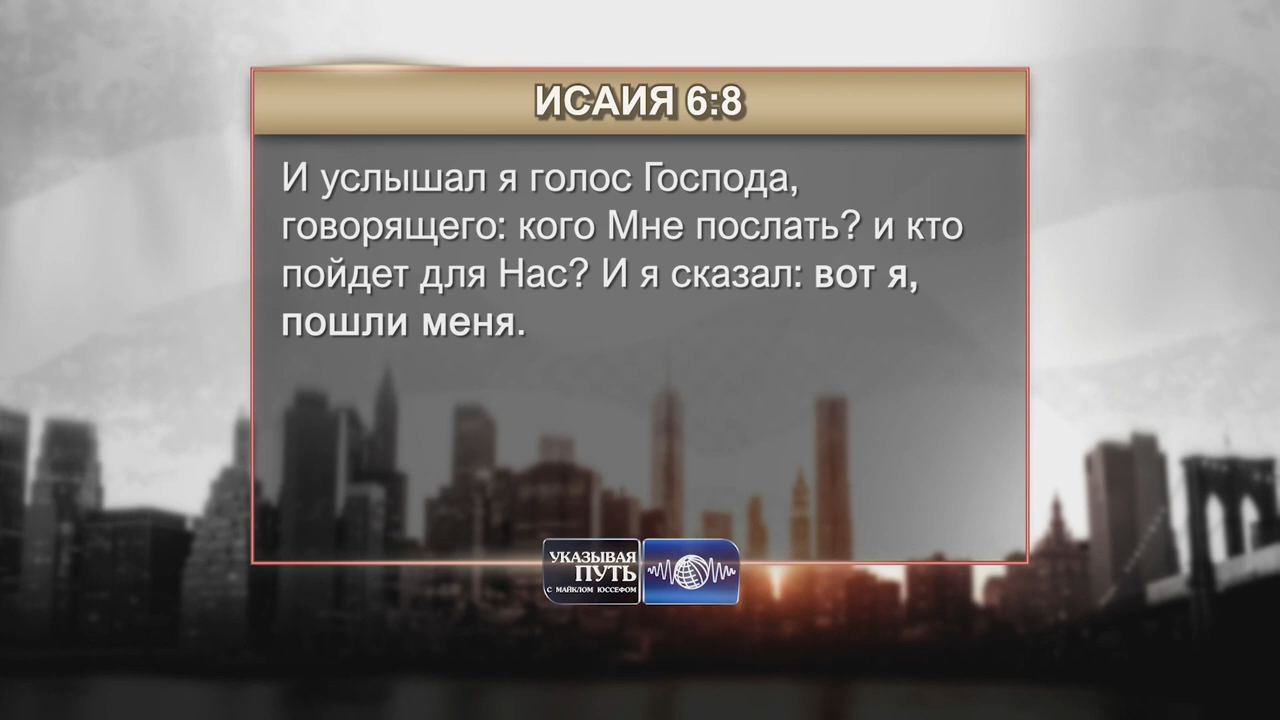 ИСАИЯ 6:8
И услышал я голос Господа,
говорящего: кого Мне послать? и кто
пойдет для Нас? И я сказал: вот я,
пошли меня.
УКАЗЫВАЯ
ПУТЬ
С МАЙКЛОМ ЮССЕФОМ